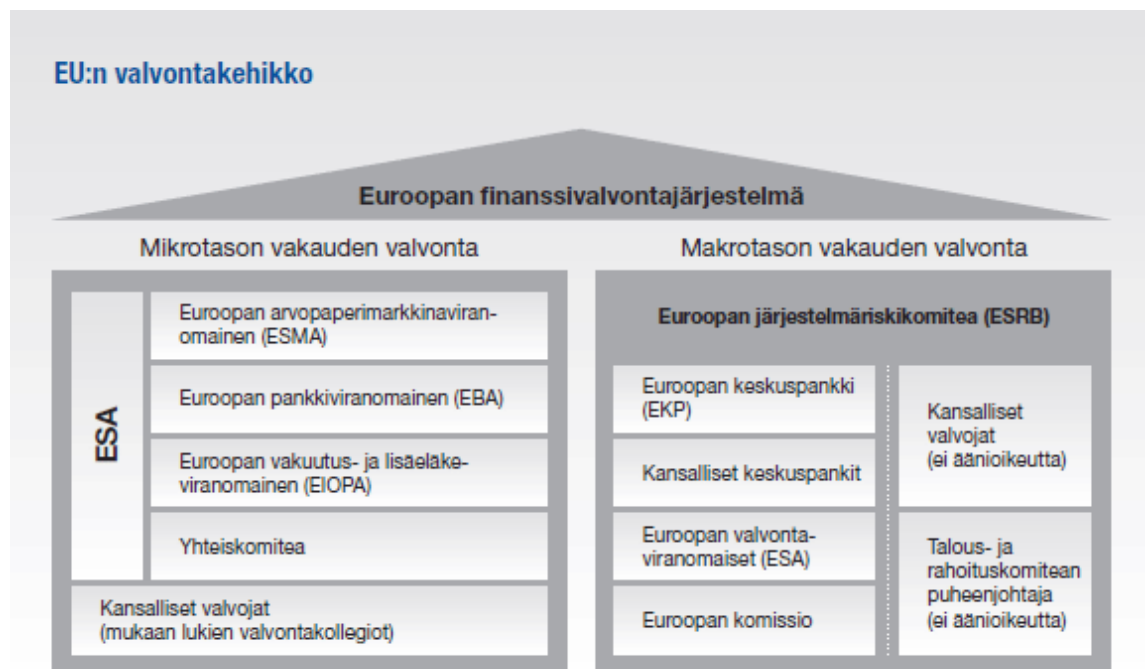 EU:n valvontakehikko
Euroopan finanssivalvontajärjestelmä
Mikrotason vakauden valvonta
ESA
Euroopan arvopaperimarkkinaviran-
omainen (ESMA)
Euroopan pankkiviranomainen (EBA)
Euroopan vakuutus- ja lisäeläke-
viranomainen (EIOPA)
Yhteiskomitea
Kansalliset valvojat
(mukaan lukien valvontakollegiot)
Makrotason vakauden valvonta
Euroopan järjestelmäriskikomitea (ESRB)
Euroopan keskuspankki
(EKP)
Kansalliset keskuspankit
Euroopan valvonta-
viranomaiset (ESA)
Euroopan komissio
Kansalliset
valvojat
(ei äänioikeutta)
Talous- ja
rahoituskomitean
puheenjohtaja
(ei äänioikeutta)